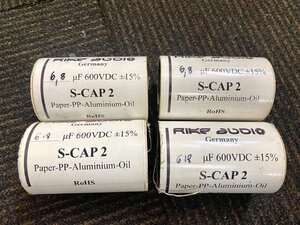 RIKE AUDIO
Germany
6,8 µF 600VDC ±15%
S-CAP 2
Paper-PP-Aluminium-Oil
RoHS
RIKE AUDIO
Germany
6,8 µF 600VDC ±15%
S-CAP 2
Paper-PP-Aluminium-Oil
RoHS
6,8 µF 600VDC ±15%
S-CAP 2
Paper-PP-Aluminium-Oil
RoHS
RIKE AUDIO
Germany
6,8 µF 600VDC ±15%
S-CAP 2
Paper-PP-Aluminium-Oil
RoHS